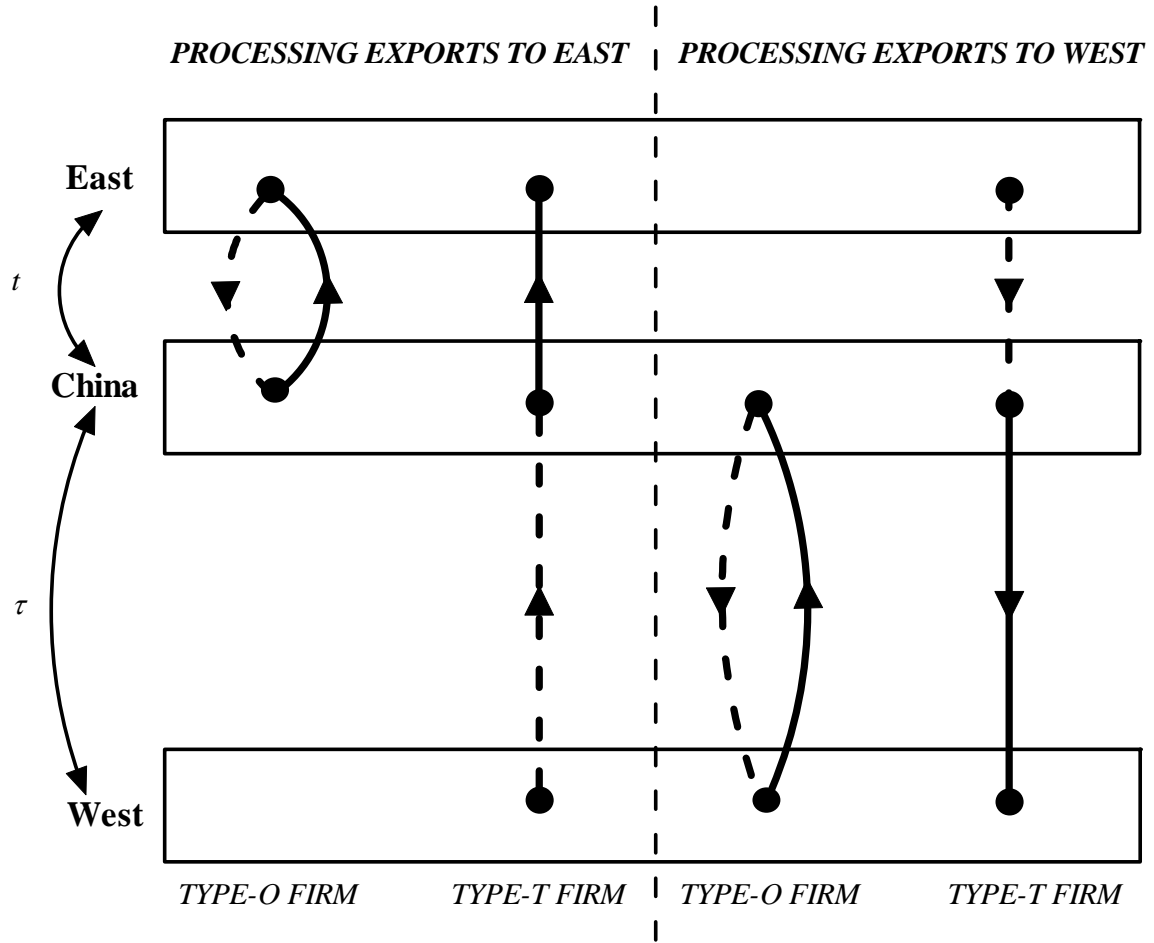 PROCESSING EXPORTS TO EAST
PROCESSING EXPORTS TO WEST
East
t
China
τ
West
TYPE-O FIRM
TYPE-T FIRM
TYPE-O FIRM
TYPE-T FIRM